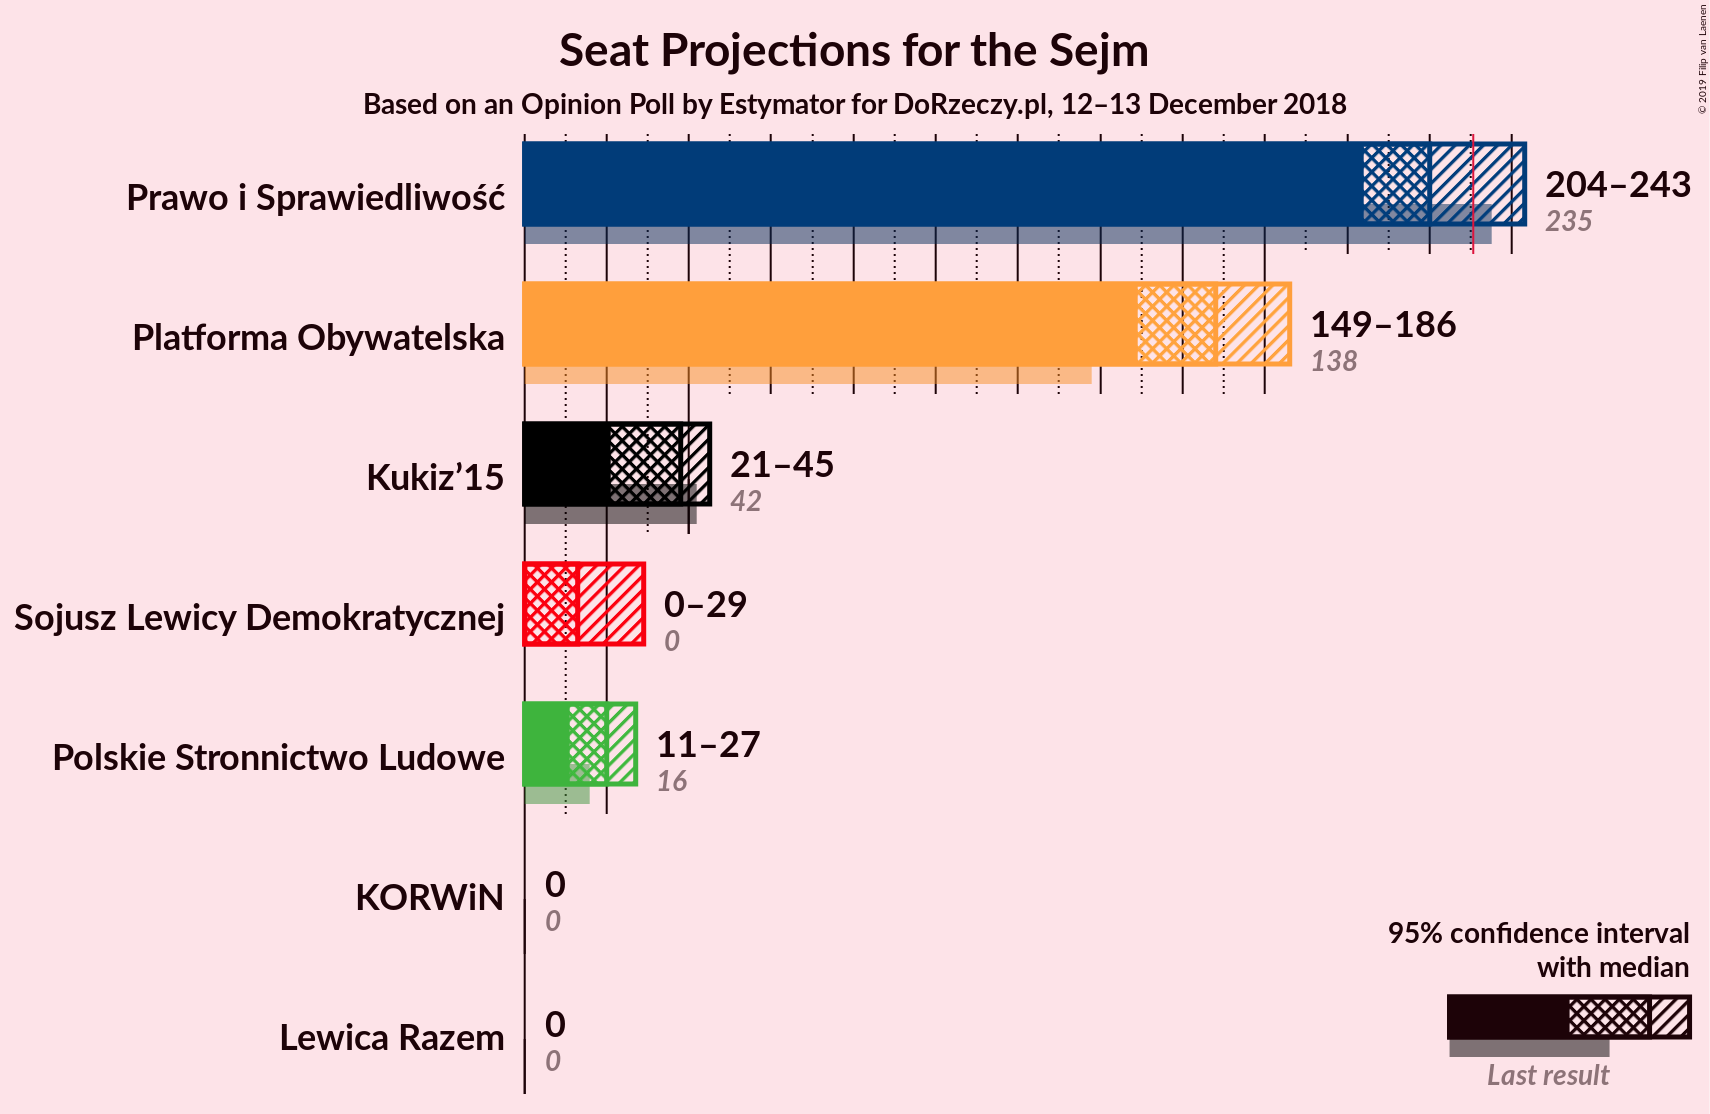 Seat Projections for the Sejm
Based on an Opinion Poll by Estymator for DoRzeczy.pl, 12–13 December 2018
© 2019 Filip van Laenen
Prawo i Sprawiedliwość
204–243
235
Platforma Obywatelska
149–186
138
Kukiz’15
21–45
42
Sojusz Lewicy Demokratycznej
0–29
0
Polskie Stronnictwo Ludowe
11–27
16
KORWiN
0
0
Lewica Razem
0
0
95% confidence interval
with median
Last result